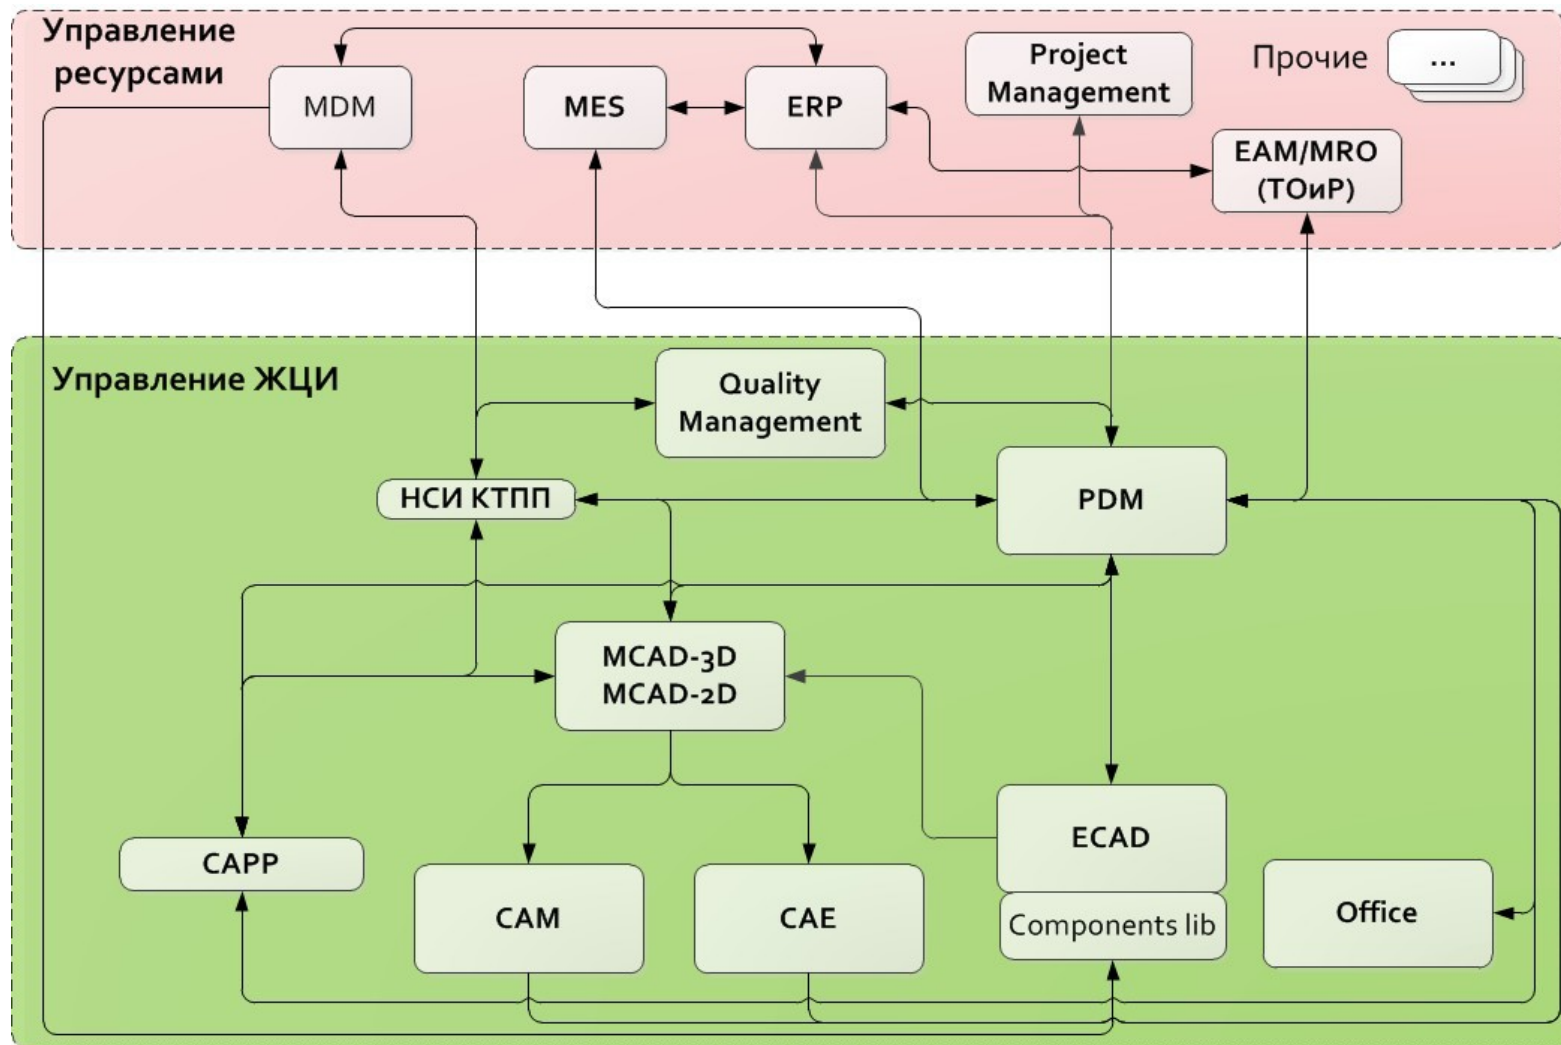 Управление
ресурсами
MDM
MES
ERP
Project
Management
Прочие
...
EAM/MRO
(ТОиР)
Управление ЖЦИ
Quality
Management
НСИ КТПП
PDM
MCAD-3D
MCAD-2D
CAPP
CAM
CAE
ECAD
Components lib
Office